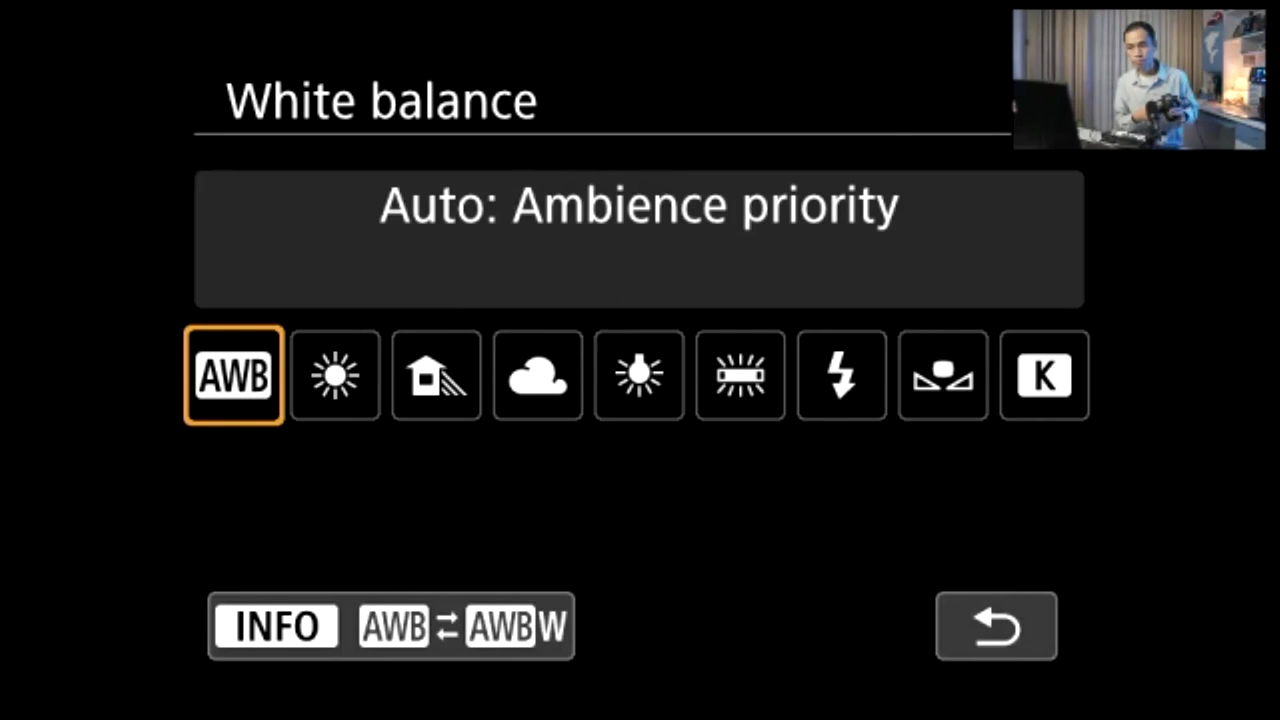 White balance
Auto: Ambience priority
AWB
K
INFO AWB AWBW